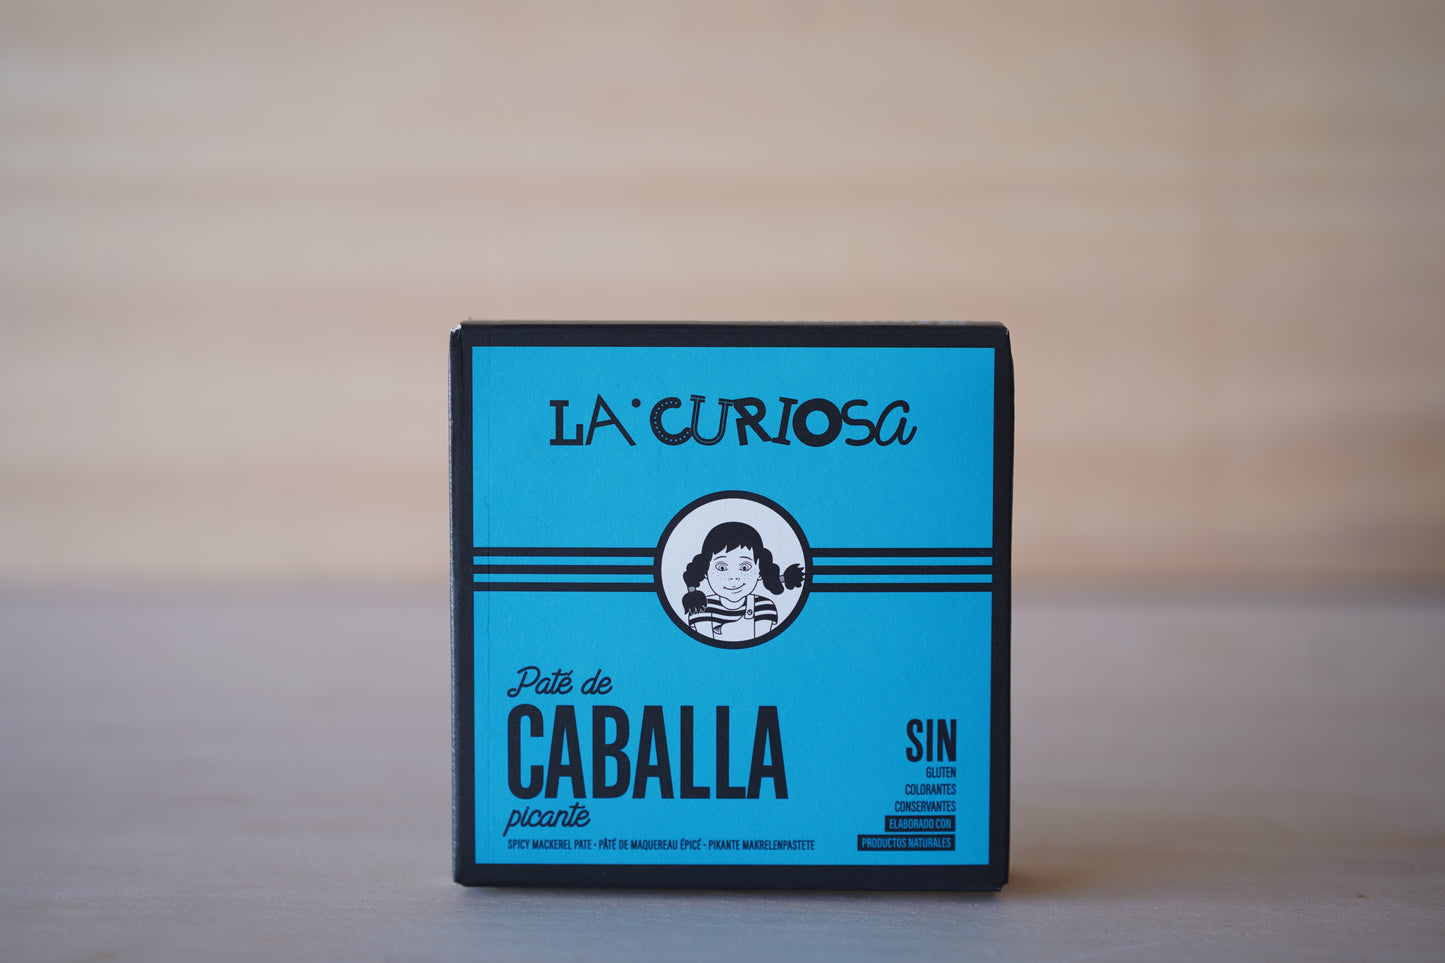 LA·CURIOSA
Paté de
CABALLA
picante
SPICY MACKEREL PATE · PÂTÉ DE MAQUEREAU ÉPICÉ · PIKANTE MAKRELENPASTETE
SIN
GLUTEN
COLORANTES
CONSERVANTES
ELABORADO CON
PRODUCTOS NATURALES